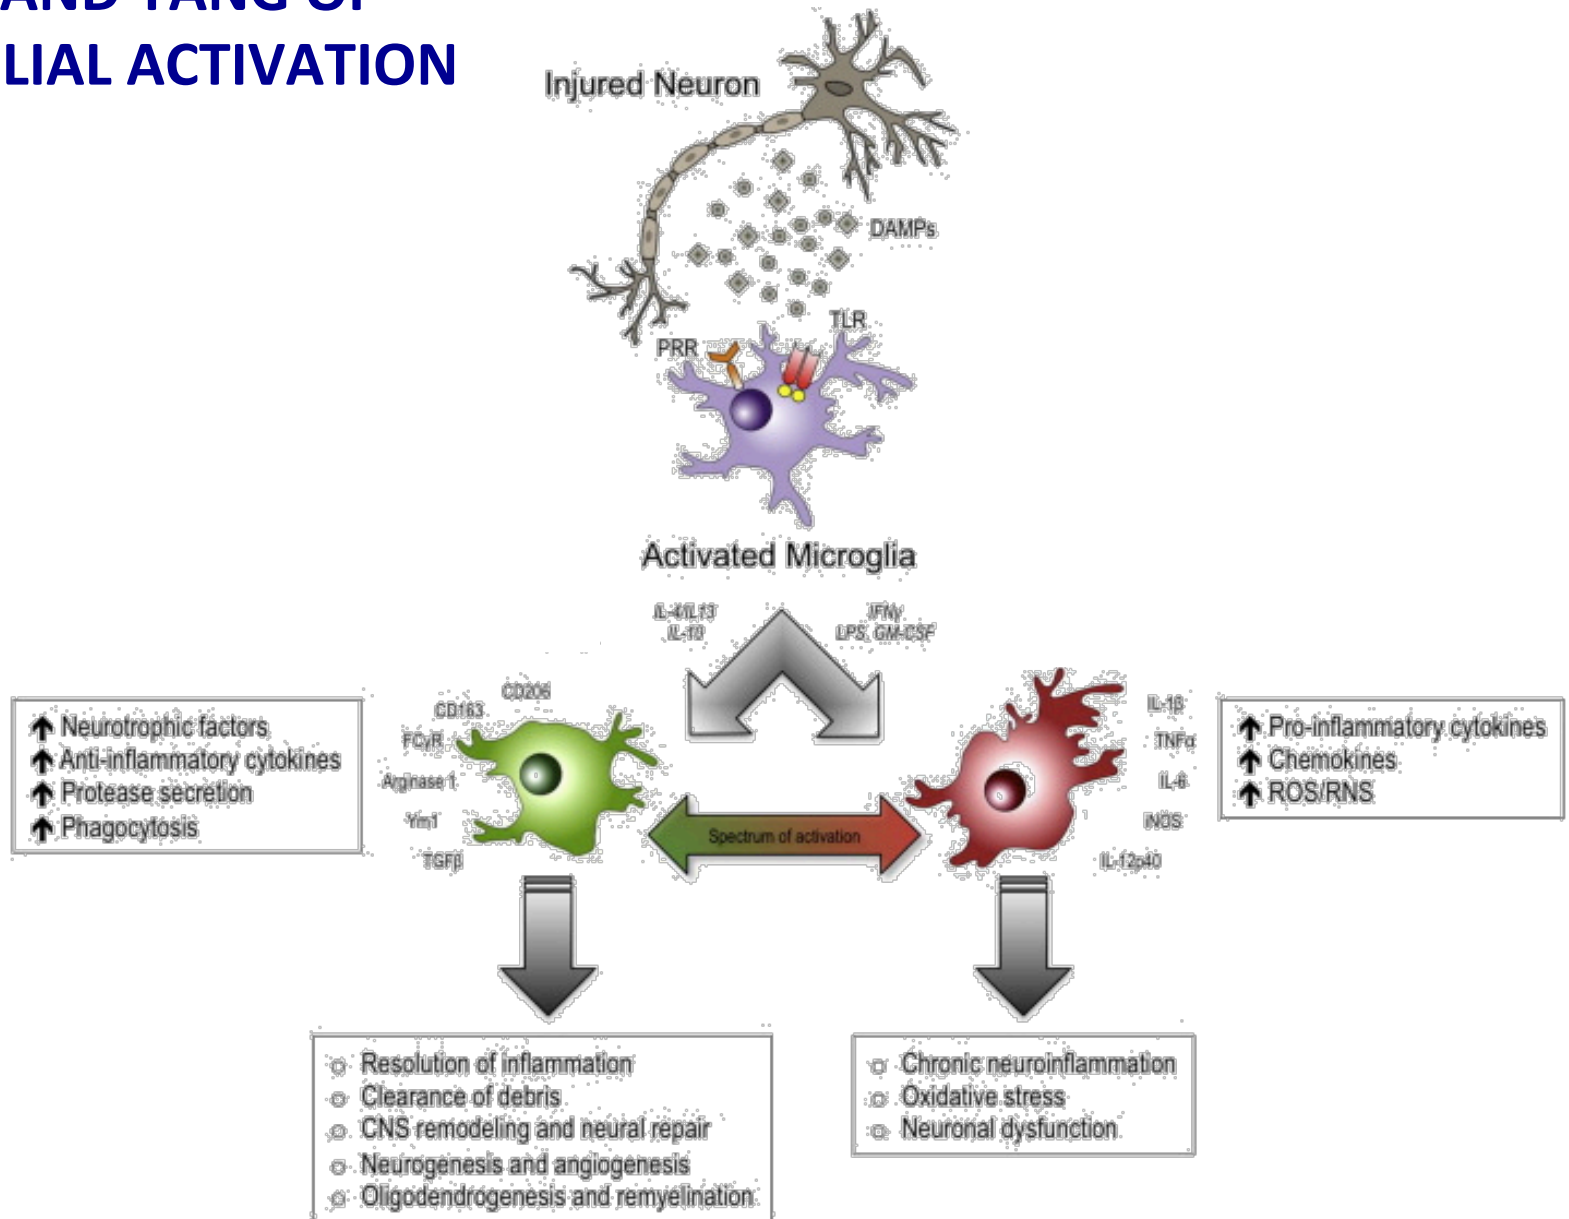 AND YANG OF
LIAL ACTIVATION
Injured Neuron
DAMPs
TLR
PRR
Activated Microglia
IL-4/IL13
IL-10
IFNγ
LPS, GM-CSF
CD206
CD163
FCγR
Arginase 1
Ym1
TGFβ
Neurotrophic factors
Anti-inflammatory cytokines
Protease secretion
Phagocytosis
Spectrum of activation
IL-1β
TNFα
IL-6
iNOS
IL-12p40
Pro-inflammatory cytokines
Chemokines
ROS/RNS
Resolution of inflammation
Clearance of debris
CNS remodeling and neural repair
Neurogenesis and angiogenesis
Oligodendrogenesis and remyelination
Chronic neuroinflammation
Oxidative stress
Neuronal dysfunction